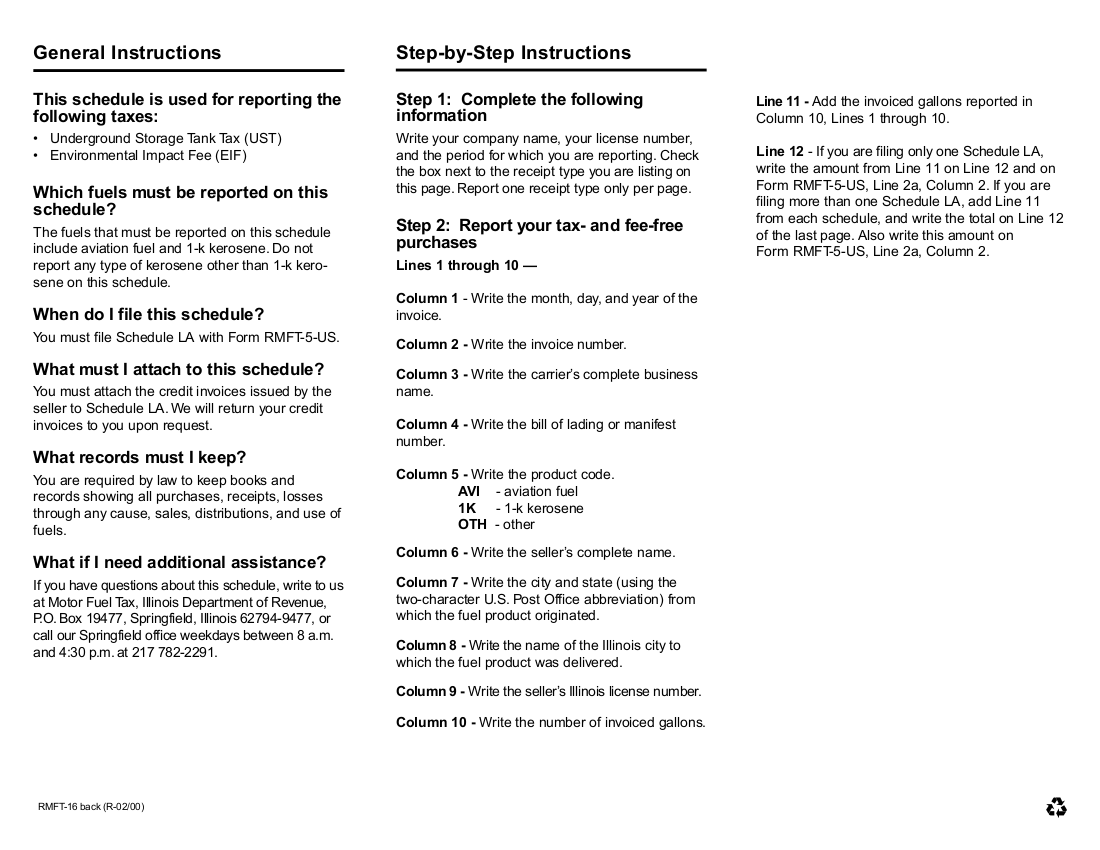 General Instructions
This schedule is used for reporting the
following taxes:
• Underground Storage Tank Tax (UST)
• Environmental Impact Fee (EIF)
Which fuels must be reported on this
schedule?
The fuels that must be reported on this schedule
include aviation fuel and 1-k kerosene. Do not
report any type of kerosene other than 1-k kero-
sene on this schedule.
When do I file this schedule?
You must file Schedule LA with Form RMFT-5-US.
What must I attach to this schedule?
You must attach the credit invoices issued by the
seller to Schedule LA. We will return your credit
invoices to you upon request.
What records must I keep?
You are required by law to keep books and
records showing all purchases, receipts, losses
through any cause, sales, distributions, and use of
fuels.
What if I need additional assistance?
If you have questions about this schedule, write to us
at Motor Fuel Tax, Illinois Department of Revenue,
P.O. Box 19477, Springfield, Illinois 62794-9477, or
call our Springfield office weekdays between 8 a.m.
and 4:30 p.m. at 217 782-2291.
Step-by-Step Instructions
Step 1: Complete the following
information
Write your company name, your license number,
and the period for which you are reporting. Check
the box next to the receipt type you are listing on
this page. Report one receipt type only per page.
Step 2: Report your tax- and fee-free
purchases
Lines 1 through 10 —
Column 1 - Write the month, day, and year of the
invoice.
Column 2 - Write the invoice number.
Column 3 - Write the carrier's complete business
name.
Column 4 - Write the bill of lading or manifest
number.
Column 5 - Write the product code.
AVI - aviation fuel
1K - 1-k kerosene
OTH - other
Column 6 - Write the seller's complete name.
Column 7 - Write the city and state (using the
two-character U.S. Post Office abbreviation) from
which the fuel product originated.
Column 8 - Write the name of the Illinois city to
which the fuel product was delivered.
Column 9 - Write the seller's Illinois license number.
Column 10 - Write the number of invoiced gallons.
Line 11 - Add the invoiced gallons reported in
Column 10, Lines 1 through 10.
Line 12 - If you are filing only one Schedule LA,
write the amount from Line 11 on Line 12 and on
Form RMFT-5-US, Line 2a, Column 2. If you are
filing more than one Schedule LA, add Line 11
from each schedule, and write the total on Line 12
of the last page. Also write this amount on
Form RMFT-5-US, Line 2a, Column 2.
RMFT-16 back (R-02/00)